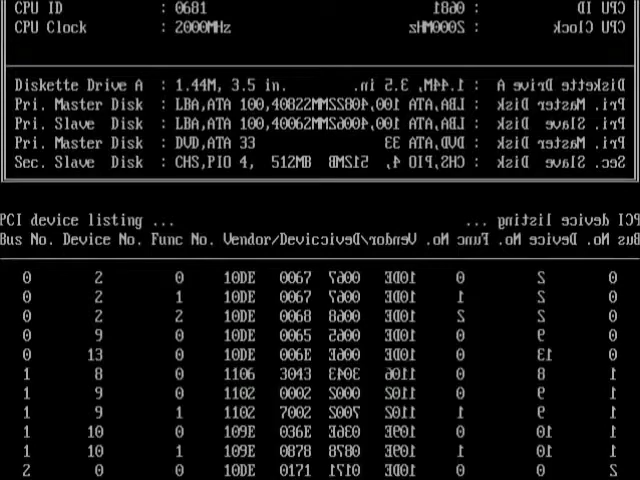 CPU ID : 0681
CPU Clock : 2000MHz
Diskette Drive A : 1.44M, 3.5 in.
Pri. Master Disk : LBA,ATA 100,40822MM
Pri. Slave Disk : LBA,ATA 100,40062MM
Pri. Master Disk : DVD,ATA 33
Sec. Slave Disk : CHS,PIO 4, 512MB
PCI device listing ...
Bus No. Device No. Func No. Vendor/Device
0 2 0 10DE 0067
0 2 1 10DE 0067
0 2 2 10DE 0068
0 9 0 10DE 0065
0 13 0 10DE 006E
1 8 0 1106 3043
1 9 0 1102 0002
1 9 1 1102 7002
1 10 0 109E 036E
1 10 1 109E 0878
2 0 0 10DE 0171